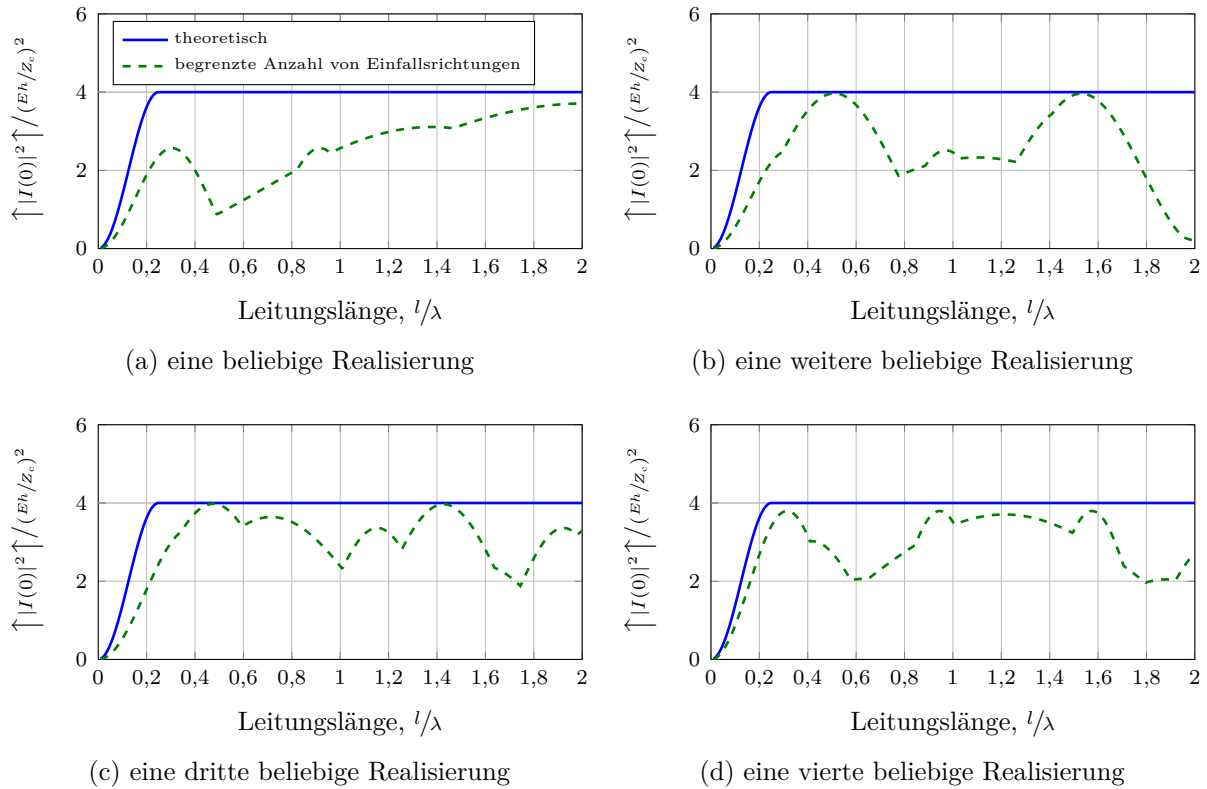 6
4
2
0
0 0,2 0,4 0,6 0,8 1 1,2 1,4 1,6 1,8 2
↑|I(0)|²↑/(Eh/Z_c)²
theoretisch
begrenzte Anzahl von Einfallsrichtungen
Leitungslänge, l/λ
(a) eine beliebige Realisierung
6
4
2
0
0 0,2 0,4 0,6 0,8 1 1,2 1,4 1,6 1,8 2
↑|I(0)|²↑/(Eh/Z_c)²
Leitungslänge, l/λ
(b) eine weitere beliebige Realisierung
6
4
2
0
0 0,2 0,4 0,6 0,8 1 1,2 1,4 1,6 1,8 2
↑|I(0)|²↑/(Eh/Z_c)²
Leitungslänge, l/λ
(c) eine dritte beliebige Realisierung
6
4
2
0
0 0,2 0,4 0,6 0,8 1 1,2 1,4 1,6 1,8 2
↑|I(0)|²↑/(Eh/Z_c)²
Leitungslänge, l/λ
(d) eine vierte beliebige Realisierung